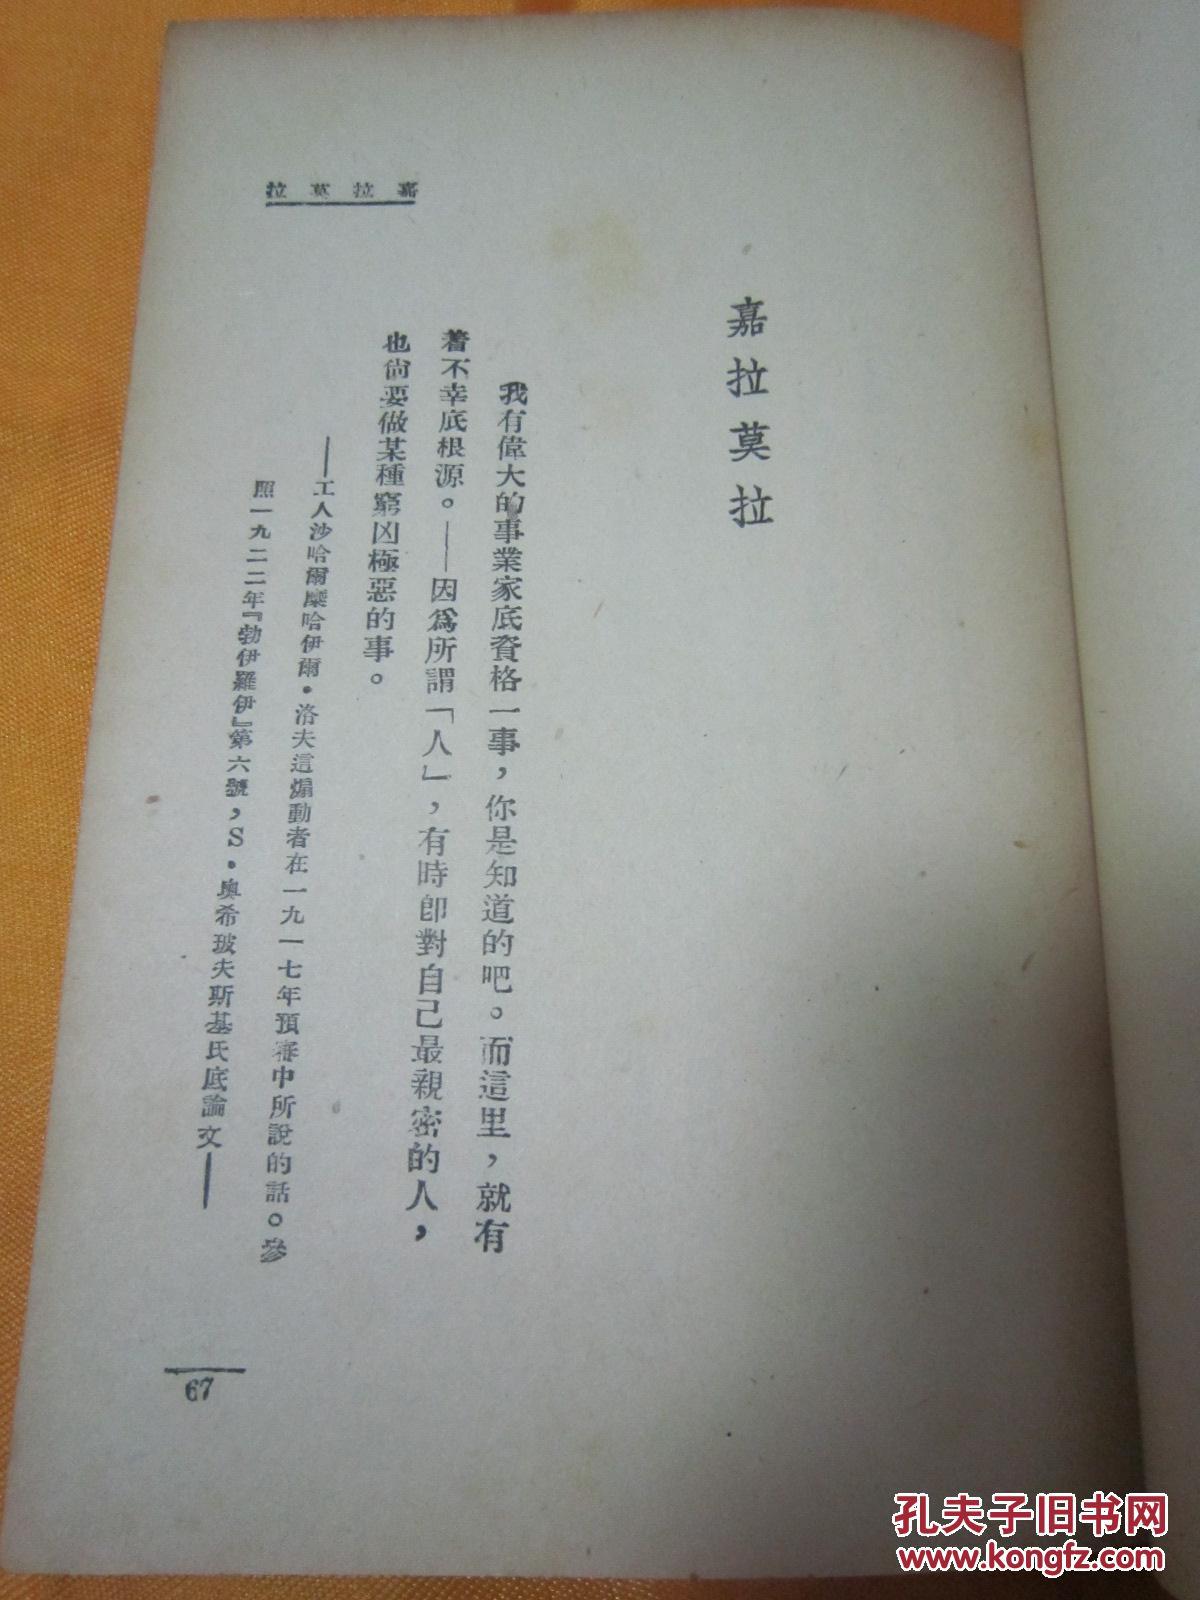 嘉拉莫拉
嘉拉莫拉
我有偉大的事業家底資格一事，你是知道的吧。而這里，就有
着不幸底根源。——因爲所謂「人」，有時卽對自己最親密的人，
也尙要做某種窮凶極惡的事。
——工人沙哈爾糜哈伊爾·洛夫這煽動者在一九一七年預審中所說的話。參
照一九二二年『勃伊羅伊』第六號，S·奥希玻夫斯基氏底論文——
67
孔夫子旧书网
www.kongfz.com